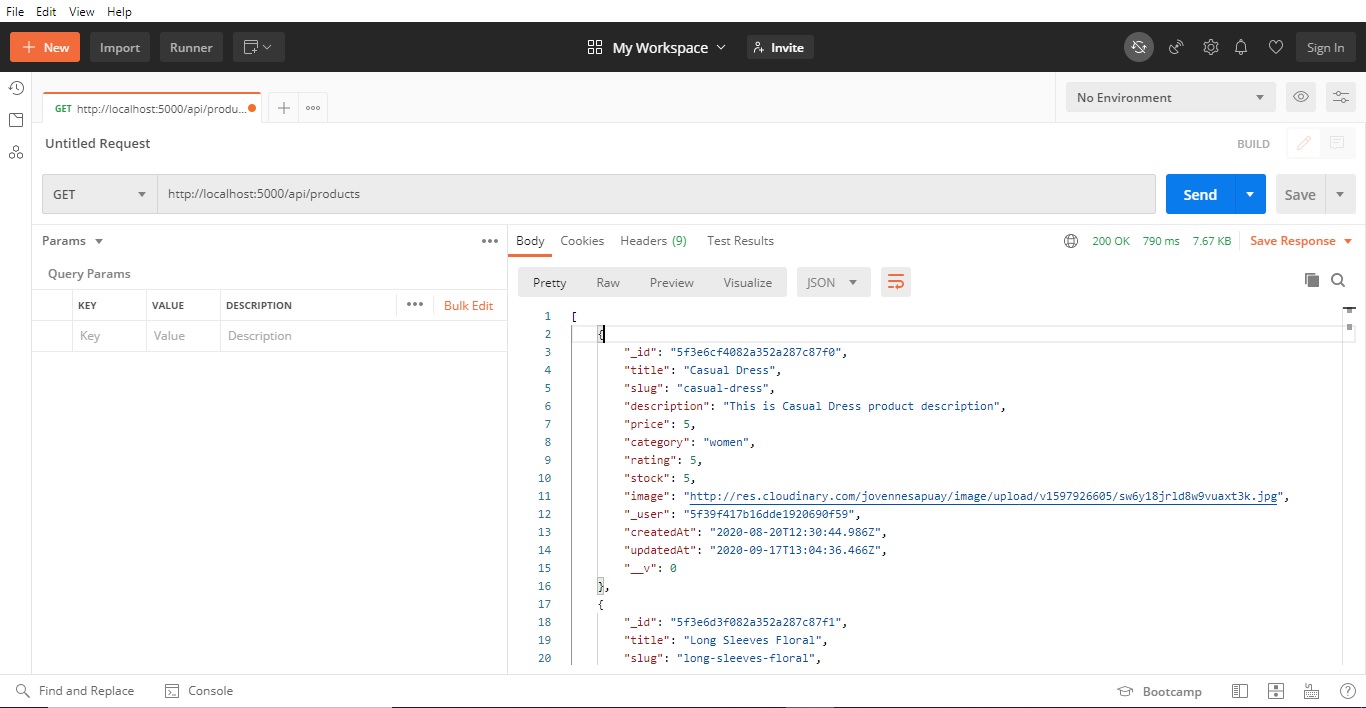 File Edit View Help
New Import Runner My Workspace Invite Sign In
GET http://localhost:5000/api/produ... No Environment
Untitled Request BUILD
GET http://localhost:5000/api/products Send Save
Params Body Cookies Headers (9) Test Results 200 OK 790 ms 7.67 KB Save Response
Query Params Pretty Raw Preview Visualize JSON
KEY VALUE DESCRIPTION Bulk Edit
Key Value Description
1 [
2 {
3 "_id": "5f3e6cf4082a352a287c87f0",
4 "title": "Casual Dress",
5 "slug": "casual-dress",
6 "description": "This is Casual Dress product description",
7 "price": 5,
8 "category": "women",
9 "rating": 5,
10 "stock": 5,
11 "image": "http://res.cloudinary.com/jovennesapuay/image/upload/v1597926605/sw6y18jrld8w9vuaxt3k.jpg",
12 "_user": "5f39f417b16dde1920690f59",
13 "createdAt": "2020-08-20T12:30:44.986Z",
14 "updatedAt": "2020-09-17T13:04:36.466Z",
15 "__v": 0
16 },
17 {
18 "_id": "5f3e6d3f082a352a287c87f1",
19 "title": "Long Sleeves Floral",
20 "slug": "long-sleeves-floral",
Find and Replace Console Bootcamp